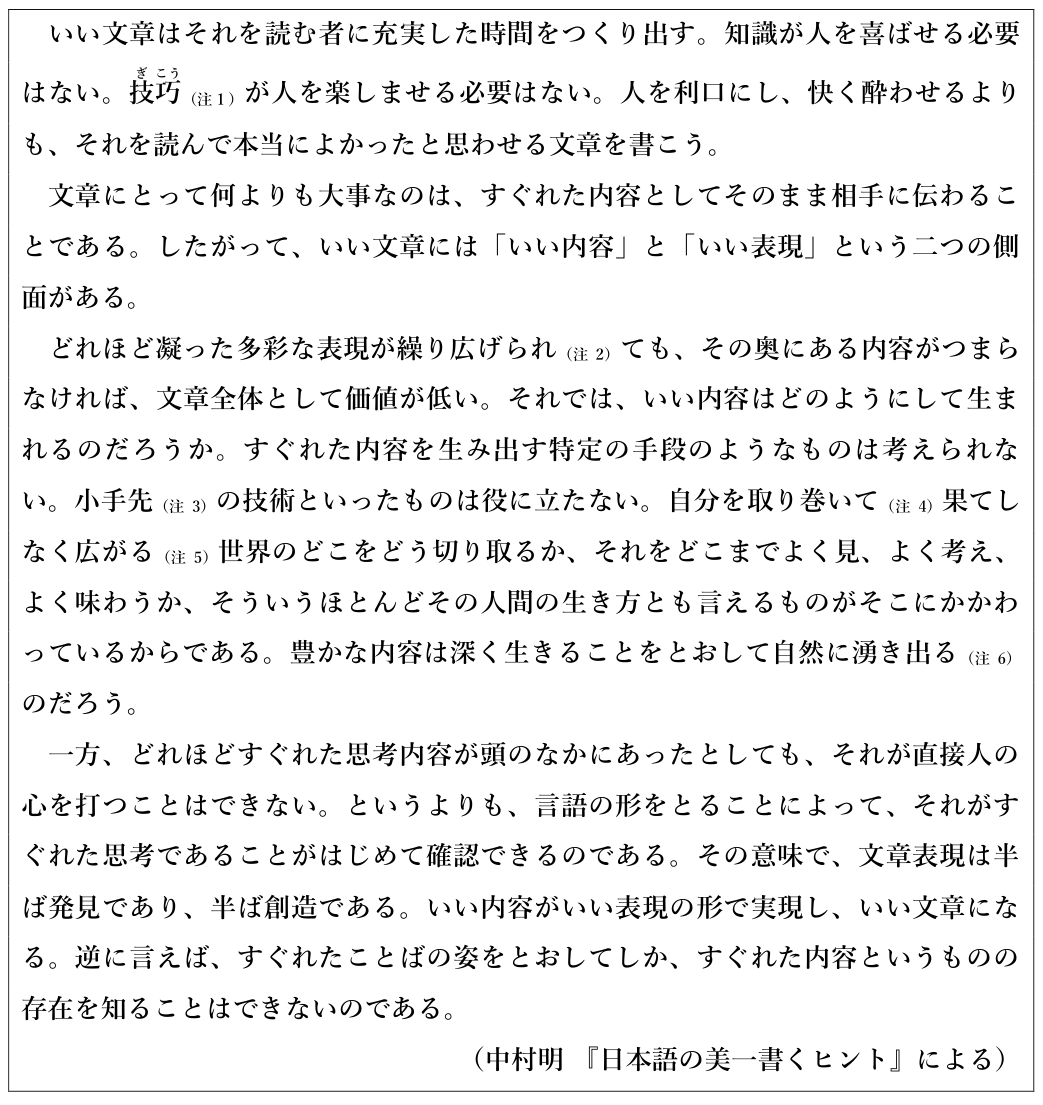 いい文章はそれを読む者に充実した時間をつくり出す。知識が人を喜ばせる必要
はない。技巧（注１）が人を楽しませる必要はない。人を利口にし、快く酔わせるより
も、それを読んで本当によかったと思わせる文章を書こう。
文章にとって何よりも大事なのは、すぐれた内容としてそのまま相手に伝わるこ
とである。したがって、いい文章には「いい内容」と「いい表現」という二つの側
面がある。
どれほど凝った多彩な表現が繰り広げられ（注 2）ても、その奥にある内容がつまら
なければ、文章全体として価値が低い。それでは、いい内容はどのようにして生ま
れるのだろうか。すぐれた内容を生み出す特定の手段のようなものは考えられな
い。小手先（注 3）の技術といったものは役に立たない。自分を取り巻いて（注 4）果てし
なく広がる（注 5）世界のどこをどう切り取るか、それをどこまでよく見、よく考え、
よく味わうか、そういうほとんどその人間の生き方とも言えるものがそこにかかわ
っているからである。豊かな内容は深く生きることをとおして自然に湧き出る（注 6）
のだろう。
一方、どれほどすぐれた思考内容が頭のなかにあったとしても、それが直接人の
心を打つことはできない。というよりも、言語の形をとることによって、それがす
ぐれた思考であることがはじめて確認できるのである。その意味で、文章表現は半
ば発見であり、半ば創造である。いい内容がいい表現の形で実現し、いい文章にな
る。逆に言えば、すぐれたことばの姿をとおしてしか、すぐれた内容というものの
存在を知ることはできないのである。
（中村明 『日本語の美一書くヒント』による）